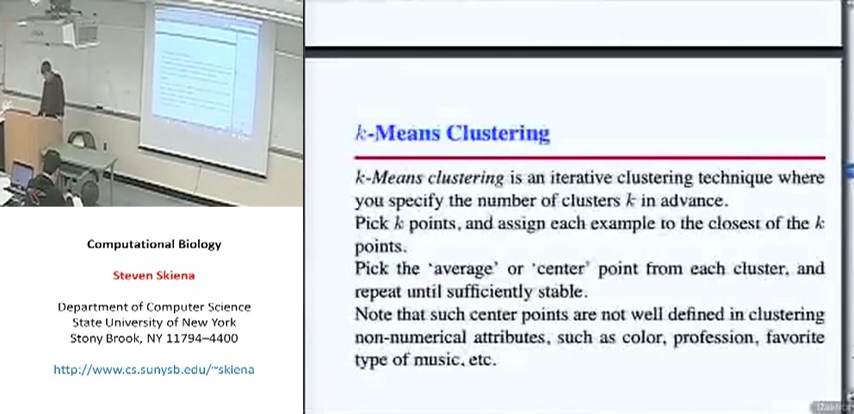 Computational Biology
Steven Skiena
Department of Computer Science
State University of New York
Stony Brook, NY 11794–4400
http://www.cs.sunysb.edu/~skiena
k-Means Clustering
k-Means clustering is an iterative clustering technique where
you specify the number of clusters k in advance.
Pick k points, and assign each example to the closest of the k
points.
Pick the ‘average’ or ‘center’ point from each cluster, and
repeat until sufficiently stable.
Note that such center points are not well defined in clustering
non-numerical attributes, such as color, profession, favorite
type of music, etc.